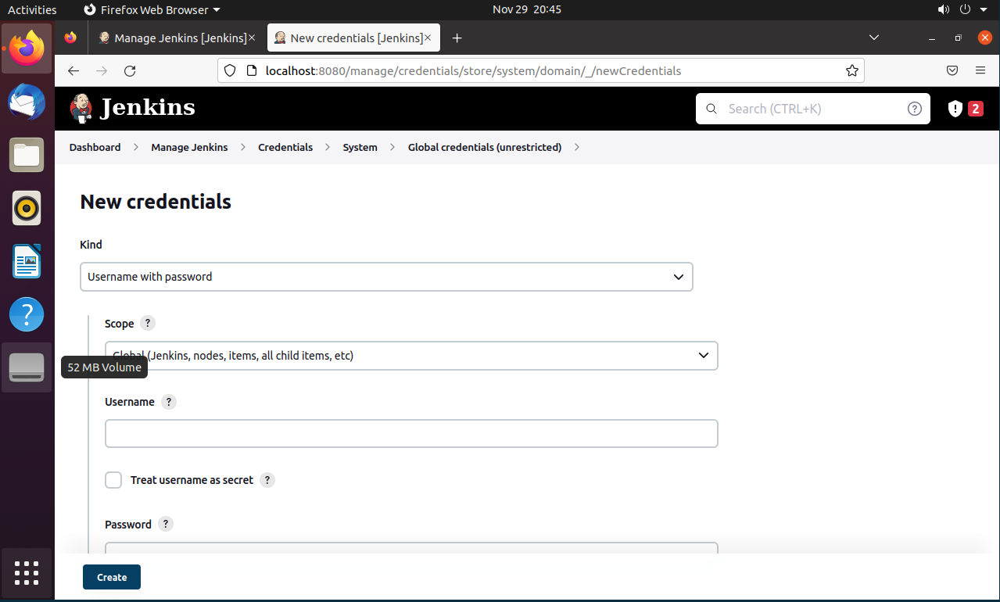 Activities Firefox Web Browser Nov 29 20:45
Manage Jenkins [Jenkins] New credentials [Jenkins]
localhost:8080/manage/credentials/store/system/domain/_/newCredentials
Jenkins Search (CTRL+K) ? 2
Dashboard Manage Jenkins Credentials System Global credentials (unrestricted)
New credentials
Kind
Username with password
Scope ?
Global (Jenkins, nodes, items, all child items, etc)
52 MB Volume
Username ?
Treat username as secret ?
Password ?
Create